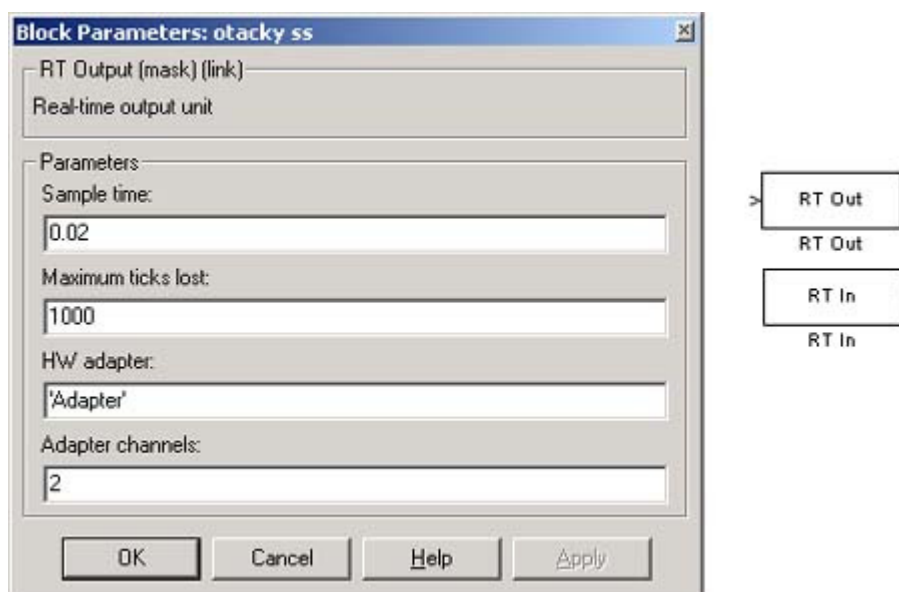 Block Parameters: otacky ss
RT Output (mask) (link)
Real-time output unit
Parameters
Sample time:
0.02
Maximum ticks lost:
1000
HW adapter:
'Adapter'
Adapter channels:
2
OK Cancel Help Apply
> RT Out
RT Out
RT In
RT In